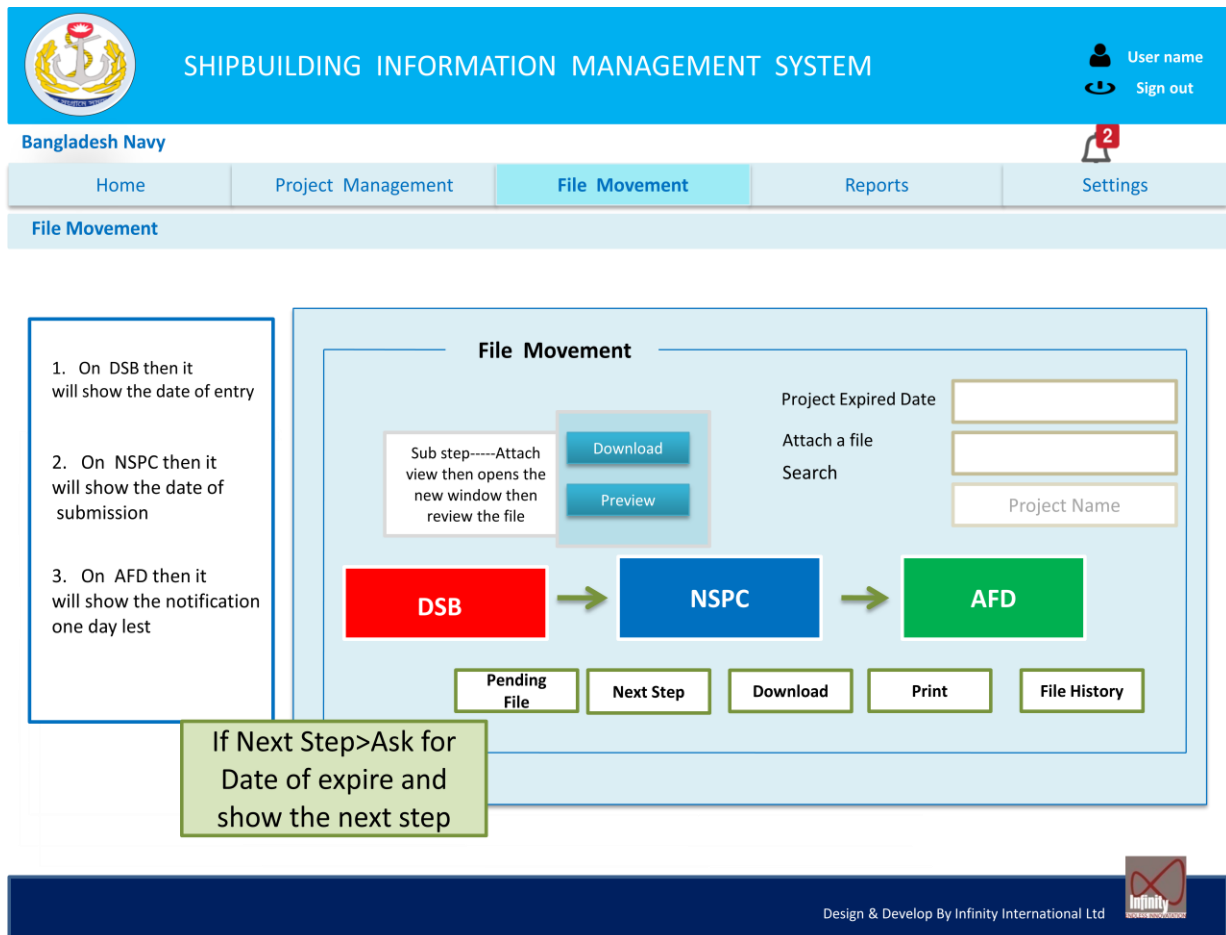 SHIPBUILDING INFORMATION MANAGEMENT SYSTEM
User name
Sign out
Bangladesh Navy
2
Home
Project Management
File Movement
Reports
Settings
File Movement
1. On DSB then it
will show the date of entry
2. On NSPC then it
will show the date of
submission
3. On AFD then it
will show the notification
one day lest
File Movement
Project Expired Date
Attach a file
Search
Project Name
Sub step-----Attach
view then opens the
new window then
review the file
Download
Preview
DSB
NSPC
AFD
Pending
File
Next Step
Download
Print
File History
If Next Step>Ask for
Date of expire and
show the next step
Design & Develop By Infinity International Ltd
Infinity
ENDLESS INNOVATION